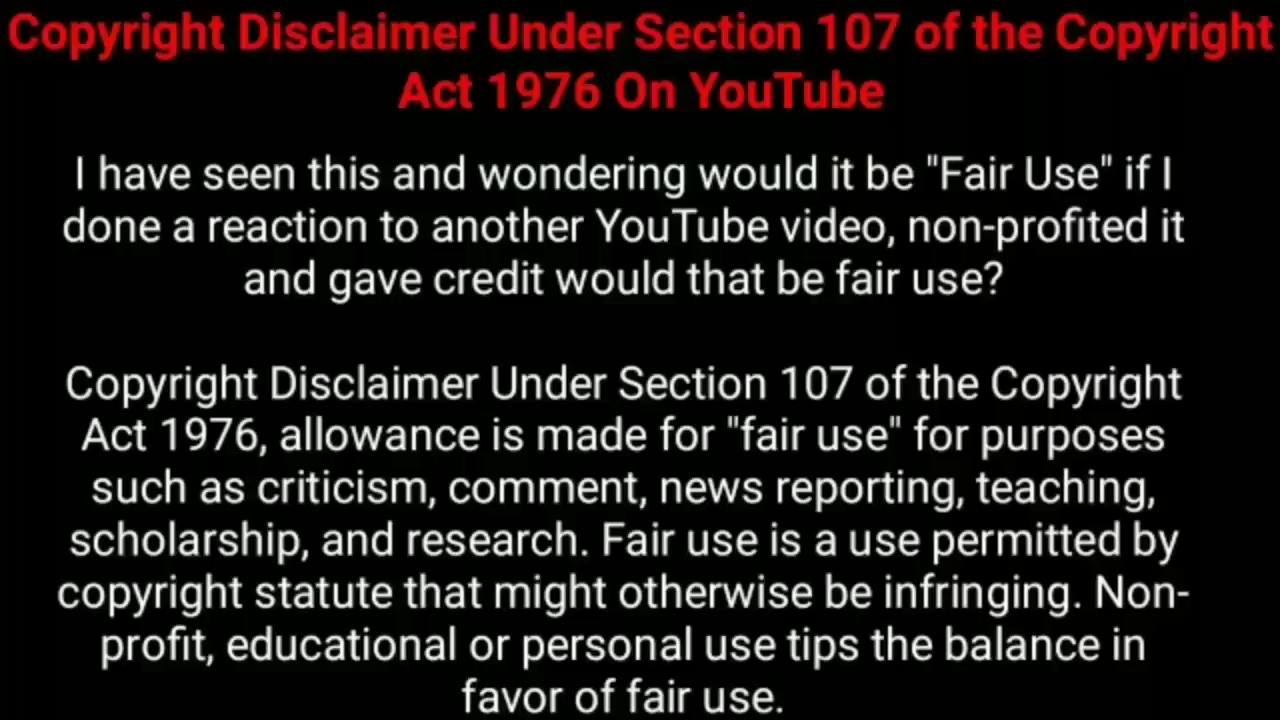 Copyright Disclaimer Under Section 107 of the Copyright
Act 1976 On YouTube
I have seen this and wondering would it be "Fair Use" if I
done a reaction to another YouTube video, non-profited it
and gave credit would that be fair use?
Copyright Disclaimer Under Section 107 of the Copyright
Act 1976, allowance is made for "fair use" for purposes
such as criticism, comment, news reporting, teaching,
scholarship, and research. Fair use is a use permitted by
copyright statute that might otherwise be infringing. Non-
profit, educational or personal use tips the balance in
favor of fair use.